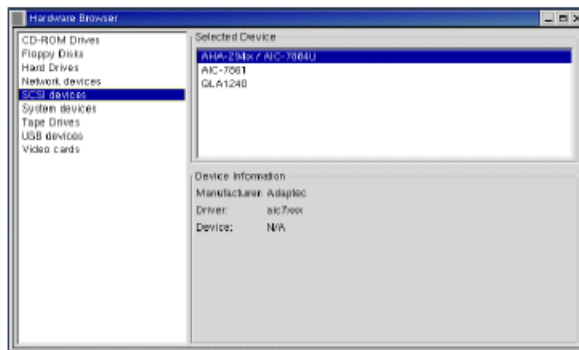 Hardware Browser
CD-ROM Drives
Floppy Disks
Hard Drives
Network devices
SCSI devices
System devices
Tape Drives
USB devices
Video cards
Selected Device
AHA-294x / AIC-7884U
AIC-7861
QLA1240
Device Information
Manufacturer: Adaptec
Driver: aic7xxx
Device: N/A